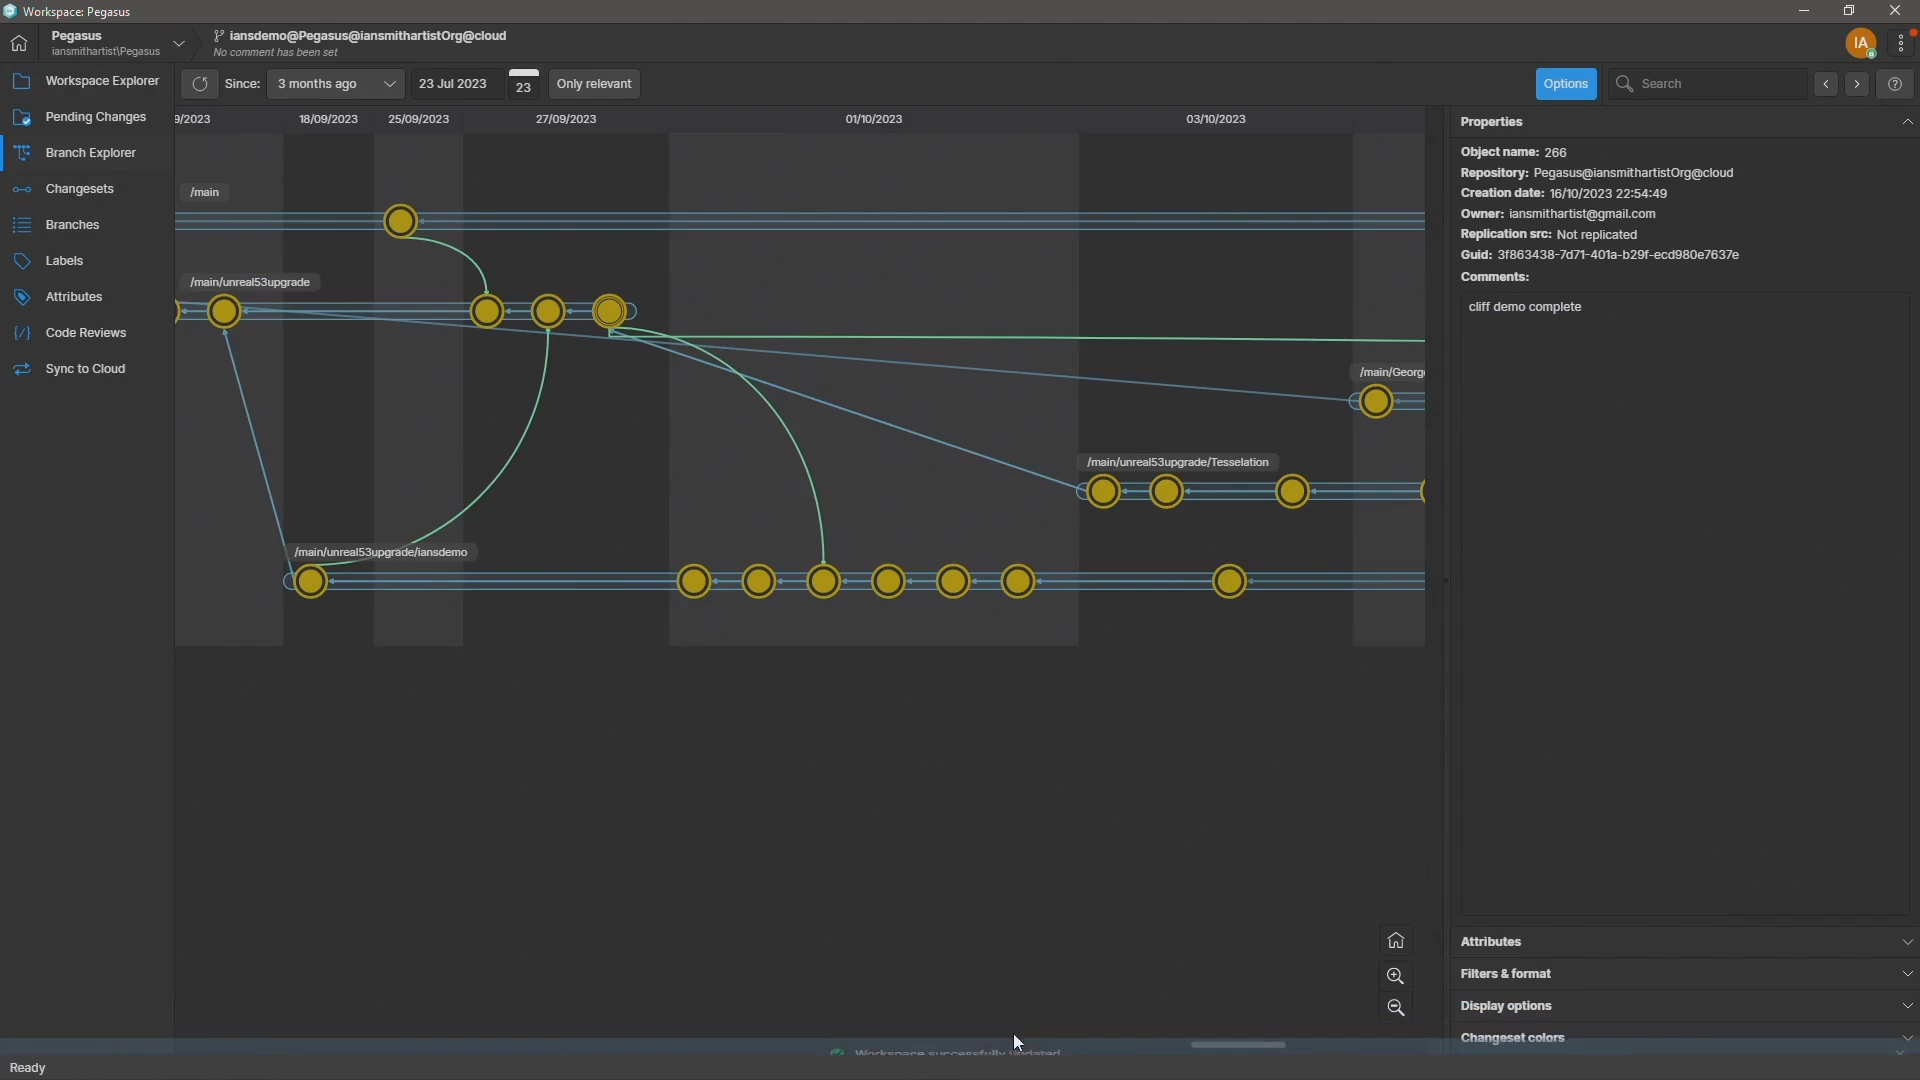 Workspace: Pegasus
Pegasus
iansmithartist\Pegasus
iansdemo@Pegasus@iansmithartistOrg@cloud
No comment has been set
IA
Workspace Explorer
Pending Changes
Branch Explorer
Changesets
Branches
Labels
Attributes
Code Reviews
Sync to Cloud
Since:
3 months ago
23 Jul 2023
23
Only relevant
Options
Search
9/2023
18/09/2023
25/09/2023
27/09/2023
01/10/2023
03/10/2023
/main
/main/unreal53upgrade
/main/Georg
/main/unreal53upgrade/Tesselation
/main/unreal53upgrade/iansdemo
Properties
Object name: 266
Repository: Pegasus@iansmithartistOrg@cloud
Creation date: 16/10/2023 22:54:49
Owner: iansmithartist@gmail.com
Replication src: Not replicated
Guid: 3f863438-7d71-401a-b29f-ecd980e7637e
Comments:
cliff demo complete
Attributes
Filters & format
Display options
Changeset colors
Workspace successfully updated
Ready